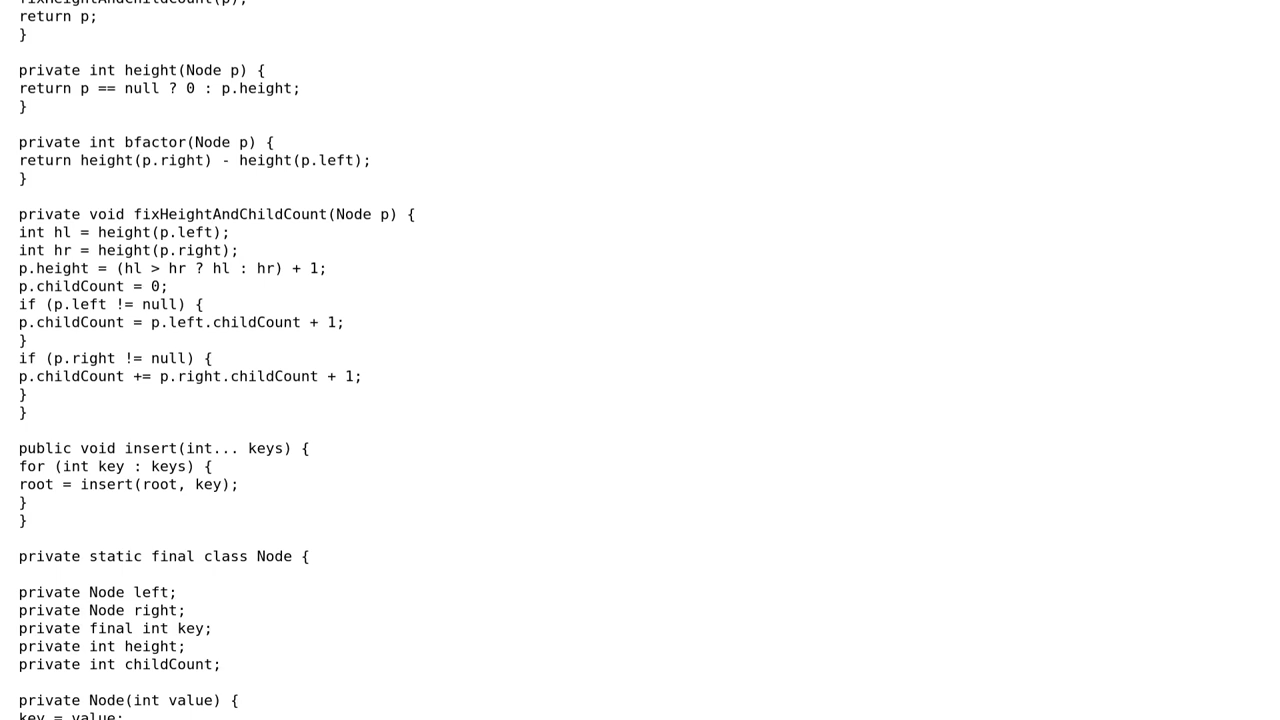 fixHeightAndChildCount(p);
return p;
}
private int height(Node p) {
return p == null ? 0 : p.height;
}
private int bfactor(Node p) {
return height(p.right) - height(p.left);
}
private void fixHeightAndChildCount(Node p) {
int hl = height(p.left);
int hr = height(p.right);
p.height = (hl > hr ? hl : hr) + 1;
p.childCount = 0;
if (p.left != null) {
p.childCount = p.left.childCount + 1;
}
if (p.right != null) {
p.childCount += p.right.childCount + 1;
}
}
public void insert(int... keys) {
for (int key : keys) {
root = insert(root, key);
}
}
private static final class Node {
private Node left;
private Node right;
private final int key;
private int height;
private int childCount;
private Node(int value) {
key = value;